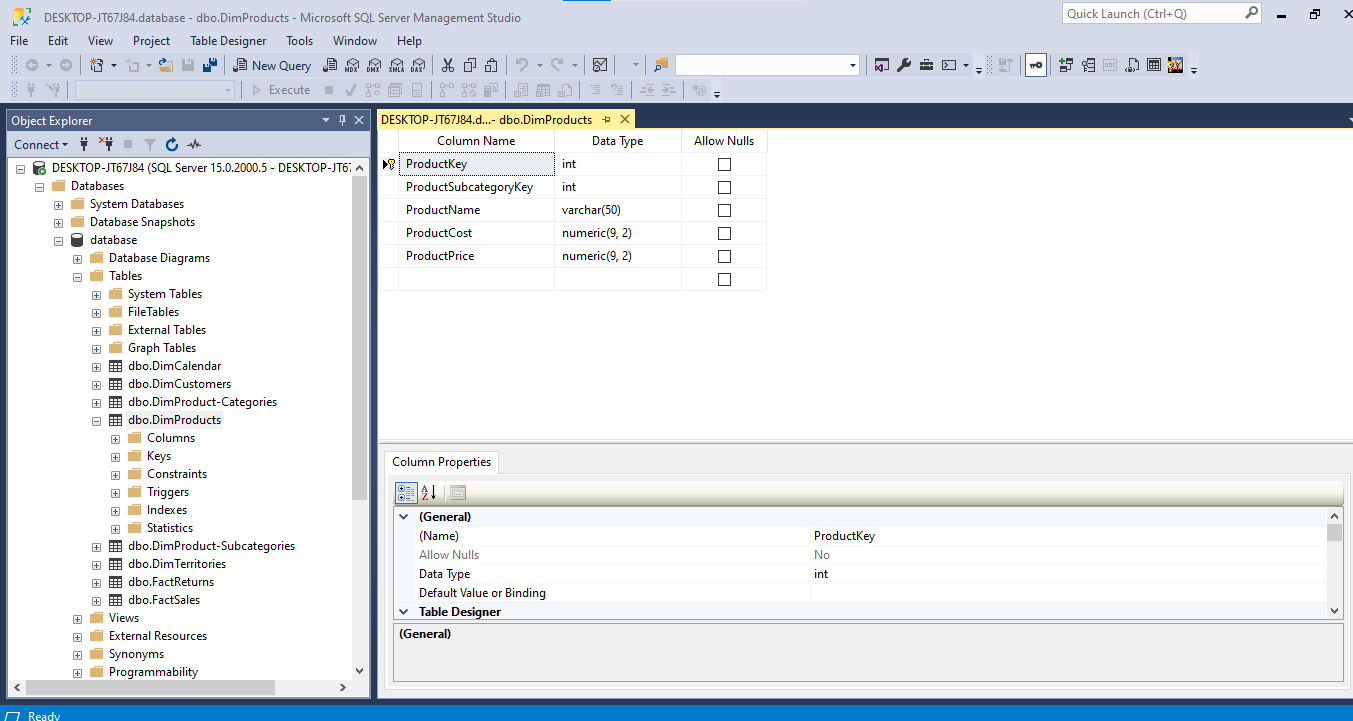 DESKTOP-JT67J84.database - dbo.DimProducts - Microsoft SQL Server Management Studio
Quick Launch (Ctrl+Q)
File Edit View Project Table Designer Tools Window Help
New Query MDX DMX XMLA DAX
Execute
Object Explorer
Connect
DESKTOP-JT67J84 (SQL Server 15.0.2000.5 - DESKTOP-JT67
Databases
System Databases
Database Snapshots
database
Database Diagrams
Tables
System Tables
FileTables
External Tables
Graph Tables
dbo.DimCalendar
dbo.DimCustomers
dbo.DimProduct-Categories
dbo.DimProducts
Columns
Keys
Constraints
Triggers
Indexes
Statistics
dbo.DimProduct-Subcategories
dbo.DimTerritories
dbo.FactReturns
dbo.FactSales
Views
External Resources
Synonyms
Programmability
DESKTOP-JT67J84.d...- dbo.DimProducts
Column Name Data Type Allow Nulls
ProductKey int
ProductSubcategoryKey int
ProductName varchar(50)
ProductCost numeric(9, 2)
ProductPrice numeric(9, 2)
Column Properties
A Z
(General)
(Name) ProductKey
Allow Nulls No
Data Type int
Default Value or Binding
Table Designer
(General)
Ready